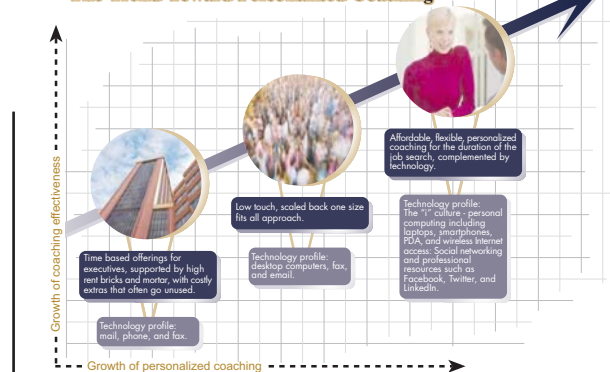 Growth of coaching effectiveness
Time based offerings for
executives, supported by high
rent bricks and mortar, with costly
extras that often go unused.
Technology profile:
mail, phone, and fax.
Low touch, scaled back one size
fits all approach.
Technology profile:
desktop computers, fax,
and email.
Affordable, flexible, personalized
coaching for the duration of the
job search, complemented by
technology.
Technology profile:
The "i" culture - personal
computing including
laptops, smartphones,
PDA, and wireless Internet
access: Social networking
and professional
resources such as
Facebook, Twitter, and
LinkedIn.
Growth of personalized coaching